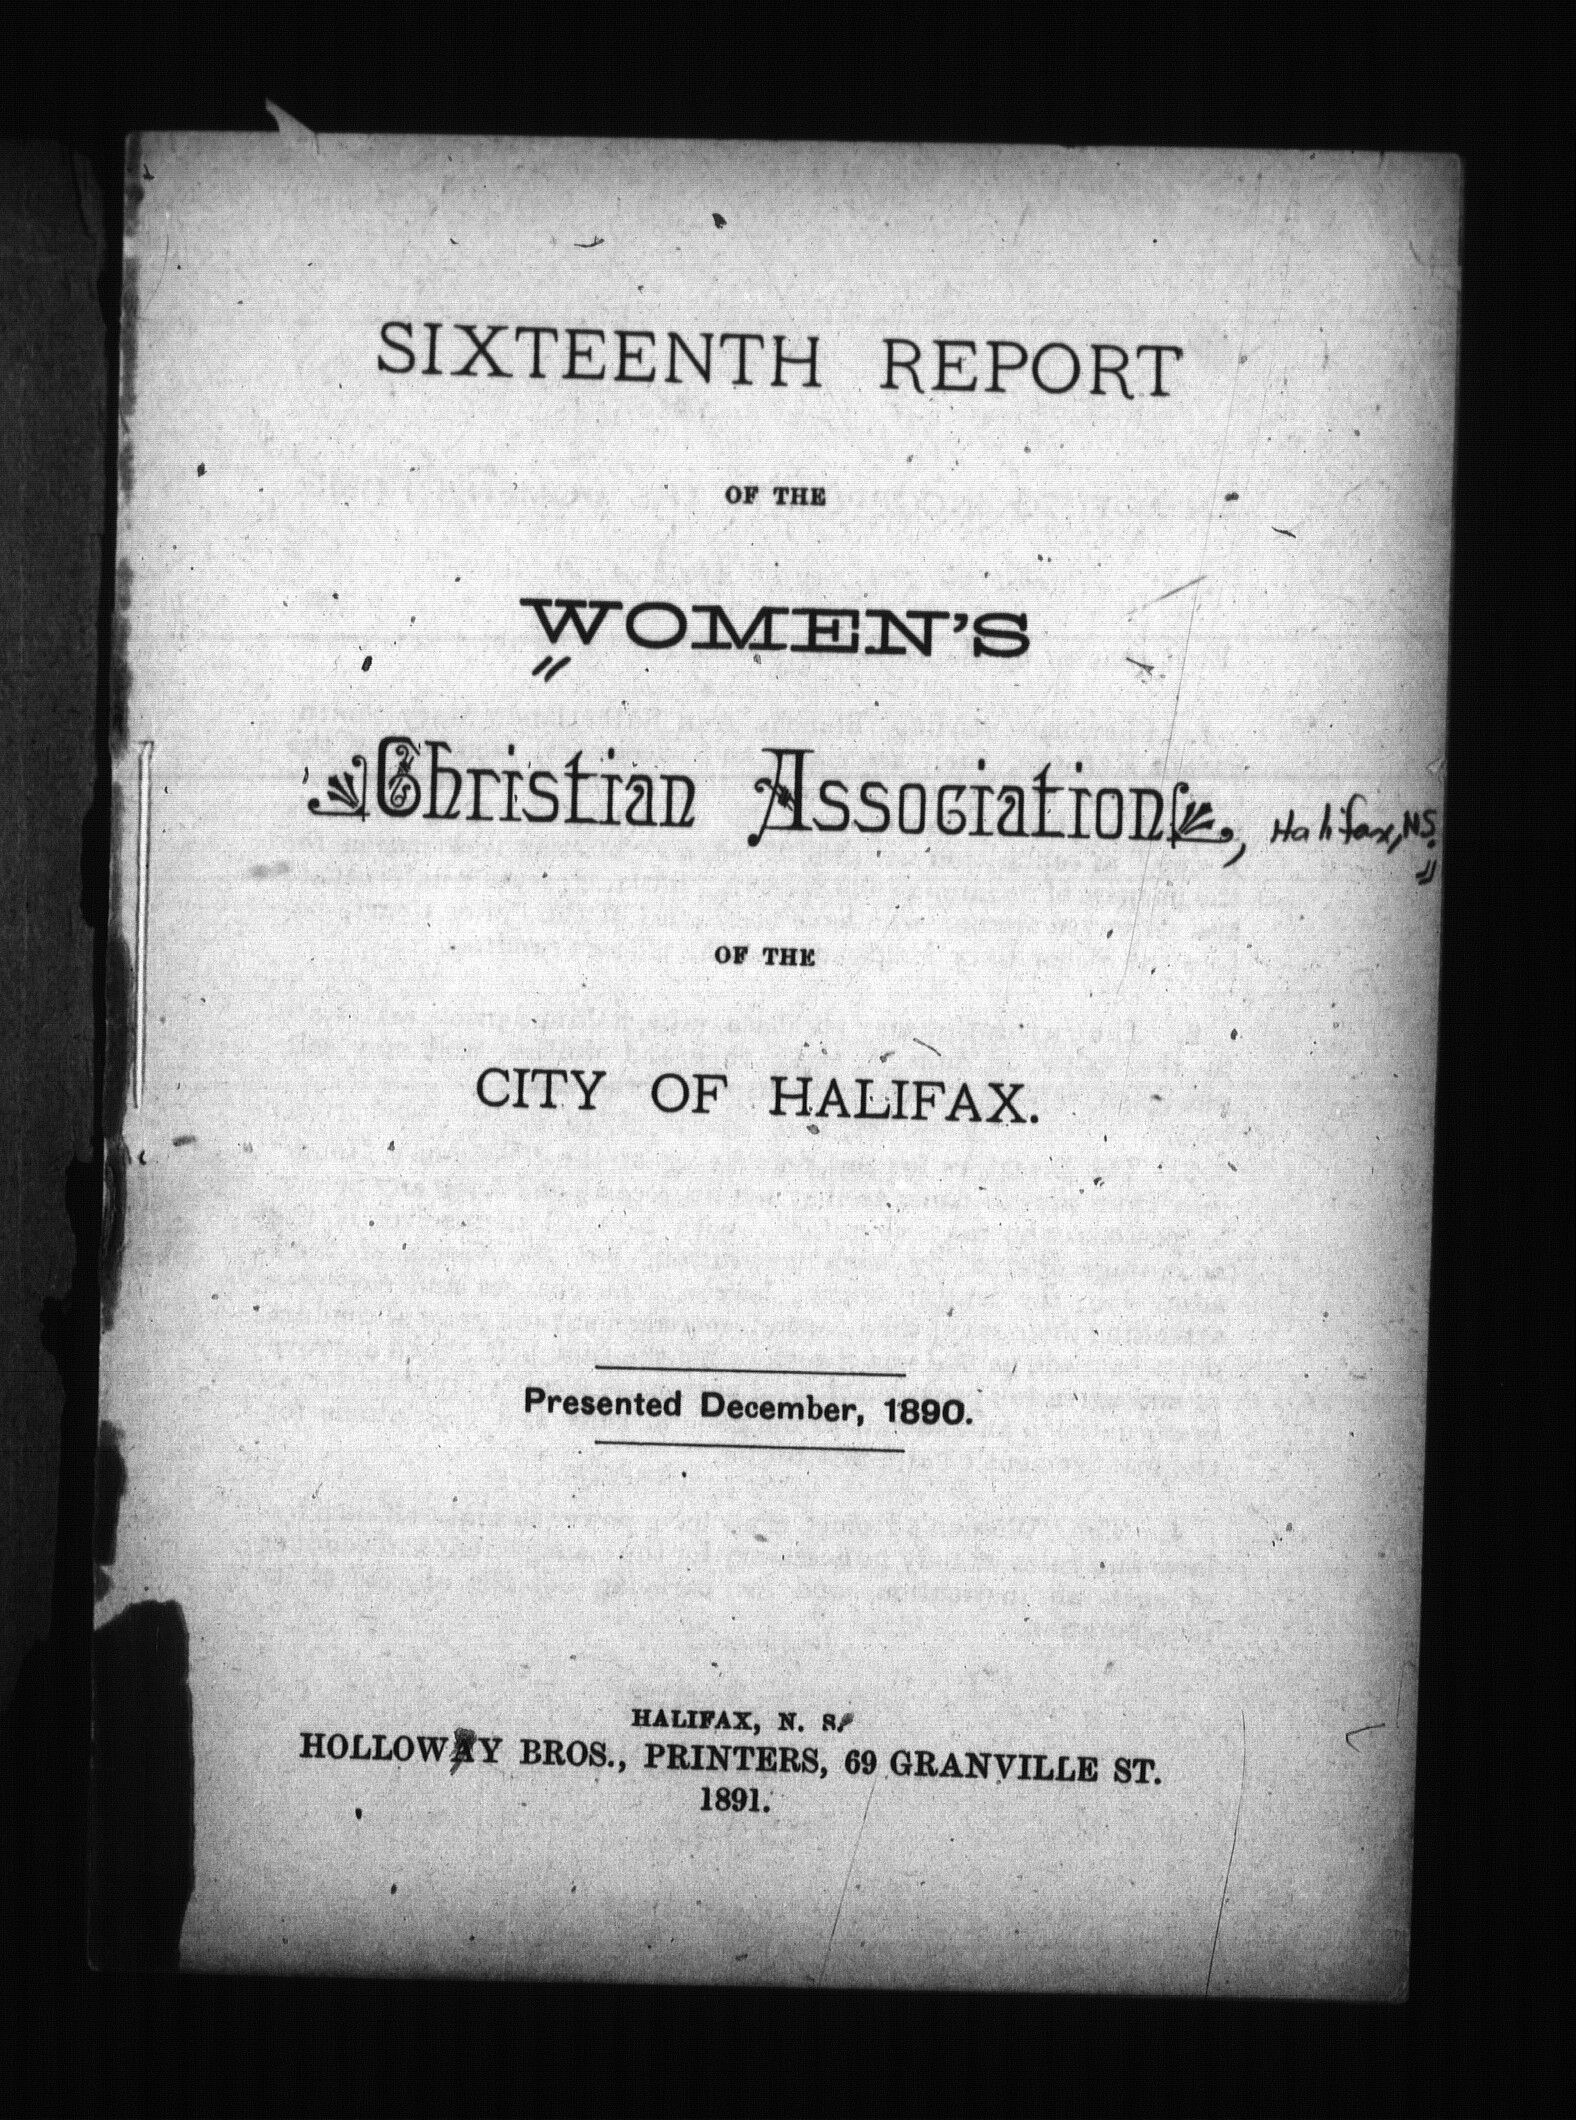 SIXTEENTH REPORT
OF THE
WOMEN'S
Christian Association, Halifax, NS.
OF THE
CITY OF HALIFAX.
Presented December, 1890.
HALIFAX, N. S.
HOLLOWAY BROS., PRINTERS, 69 GRANVILLE ST.
1891.